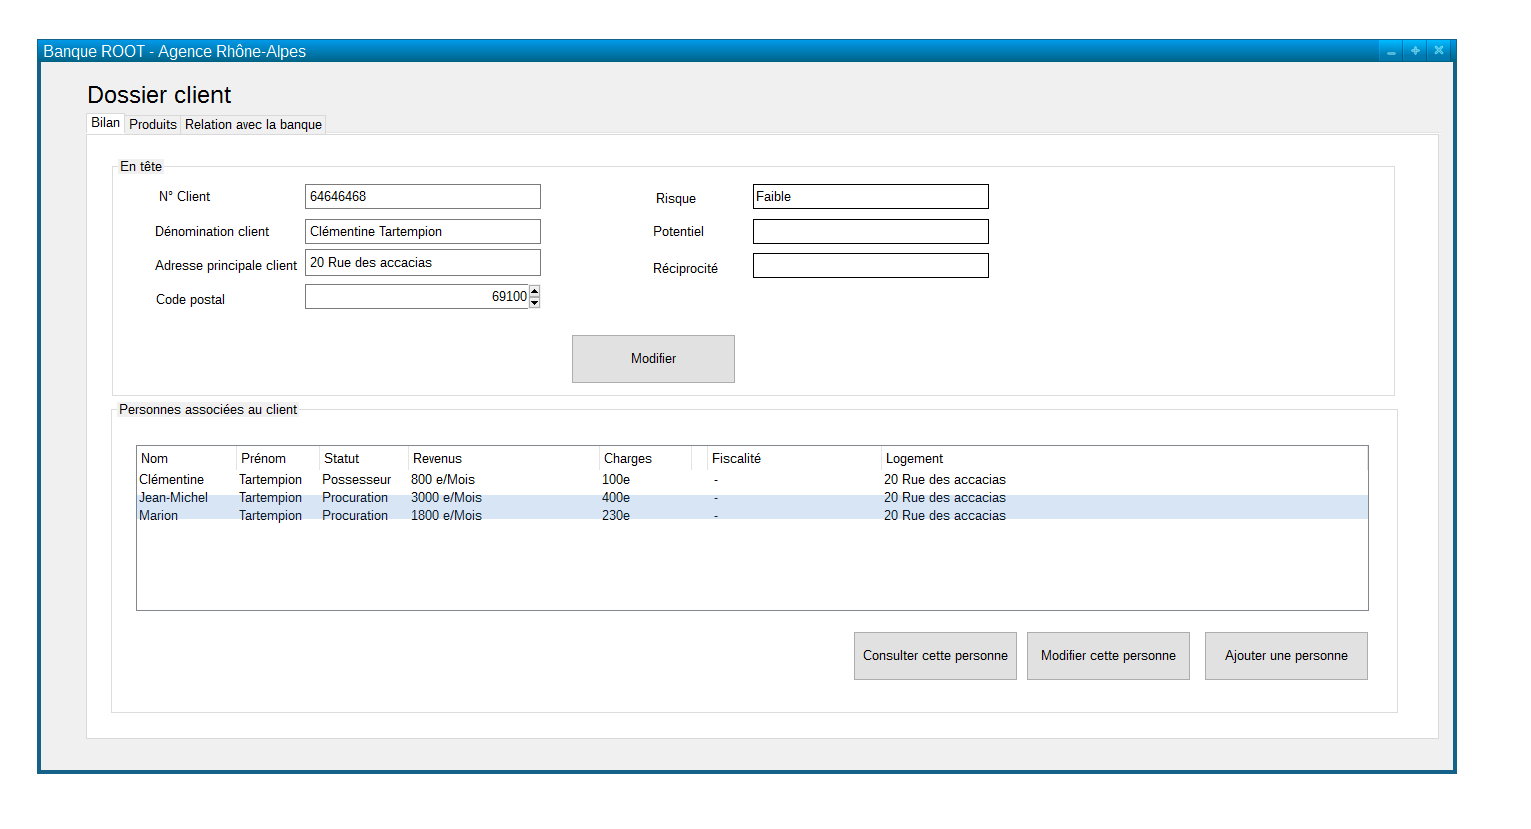 Banque ROOT - Agence Rhône-Alpes
Dossier client
Bilan Produits Relation avec la banque
En tête
N° Client 64646468 Risque Faible
Dénomination client Clémentine Tartempion Potentiel
Adresse principale client 20 Rue des accacias Réciprocité
Code postal 69100
Modifier
Personnes associées au client
Nom Prénom Statut Revenus Charges Fiscalité Logement
Clémentine Tartempion Possesseur 800 e/Mois 100e - 20 Rue des accacias
Jean-Michel Tartempion Procuration 3000 e/Mois 400e - 20 Rue des accacias
Marion Tartempion Procuration 1800 e/Mois 230e - 20 Rue des accacias
Consulter cette personne Modifier cette personne Ajouter une personne